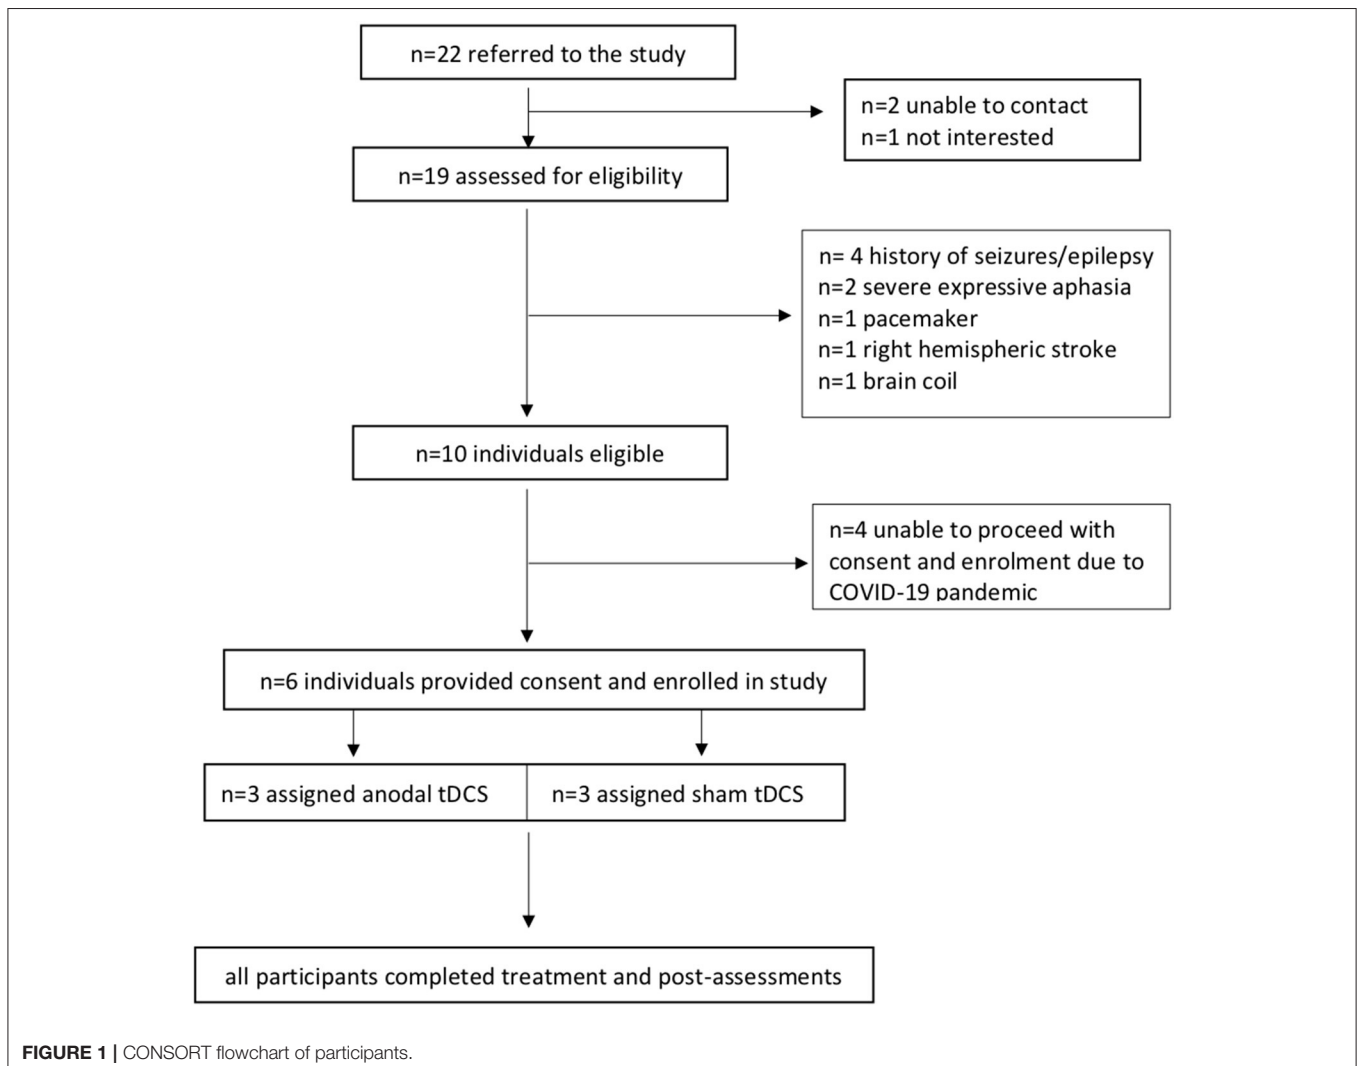 n=22 referred to the study
n=2 unable to contact
n=1 not interested
n=19 assessed for eligibility
n= 4 history of seizures/epilepsy
n=2 severe expressive aphasia
n=1 pacemaker
n=1 right hemispheric stroke
n=1 brain coil
n=10 individuals eligible
n=4 unable to proceed with
consent and enrolment due to
COVID-19 pandemic
n=6 individuals provided consent and enrolled in study
n=3 assigned anodal tDCS
n=3 assigned sham tDCS
all participants completed treatment and post-assessments
FIGURE 1 | CONSORT flowchart of participants.